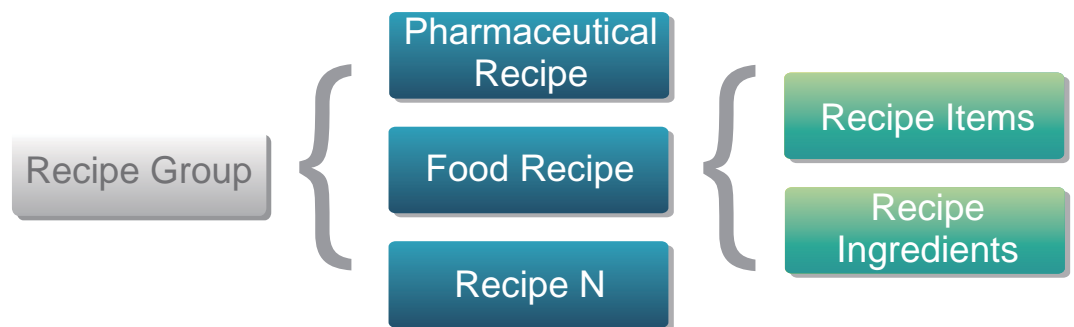 Recipe Group
Pharmaceutical
Recipe
Food Recipe
Recipe N
Recipe Items
Recipe
Ingredients